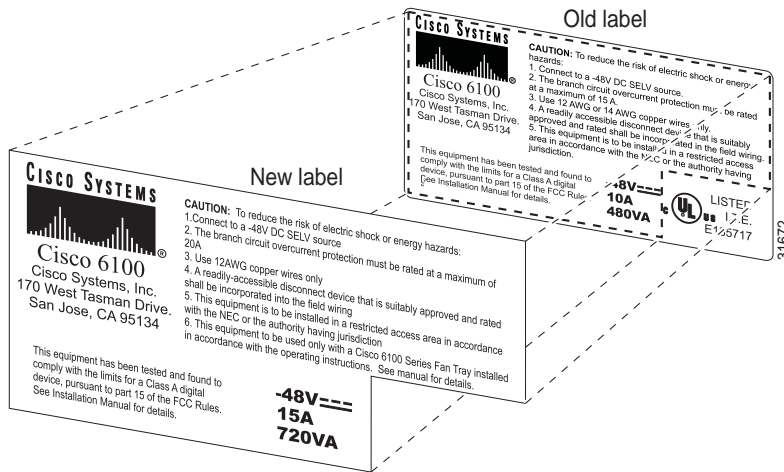 Old label
CISCO SYSTEMS
®
Cisco 6100
Cisco Systems, Inc.
170 West Tasman Drive.
San Jose, CA 95134
This equipment has been tested and found to
comply with the limits for a Class A digital
device, pursuant to part 15 of the FCC Rules.
See Installation Manual for details.
CAUTION: To reduce the risk of electric shock or energy
hazards:
1. Connect to a -48V DC SELV source.
2. The branch circuit overcurrent protection must be rated
at a maximum of 15 A.
3. Use 12 AWG or 14 AWG copper wires only.
4. A readily accessible disconnect device that is suitably
approved and rated shall be incorporated in the field wiring.
5. This equipment is to be installed in a restricted access
area in accordance with the NEC or the authority having
jurisdiction.
-48V
10A
480VA
c UL us
LISTED
I.T.E.
E165717
31672
New label
CISCO SYSTEMS
®
Cisco 6100
Cisco Systems, Inc.
170 West Tasman Drive.
San Jose, CA 95134
This equipment has been tested and found to
comply with the limits for a Class A digital
device, pursuant to part 15 of the FCC Rules.
See Installation Manual for details.
CAUTION: To reduce the risk of electric shock or energy hazards:
1.Connect to a -48V DC SELV source
2. The branch circuit overcurrent protection must be rated at a maximum of
20A
3. Use 12AWG copper wires only
4. A readily-accessible disconnect device that is suitably approved and rated
shall be incorporated into the field wiring
5. This equipment is to be installed in a restricted access area in accordance
with the NEC or the authority having jurisdiction
6. This equipment to be used only with a Cisco 6100 Series Fan Tray installed
in accordance with the operating instructions. See manual for details.
-48V
15A
720VA